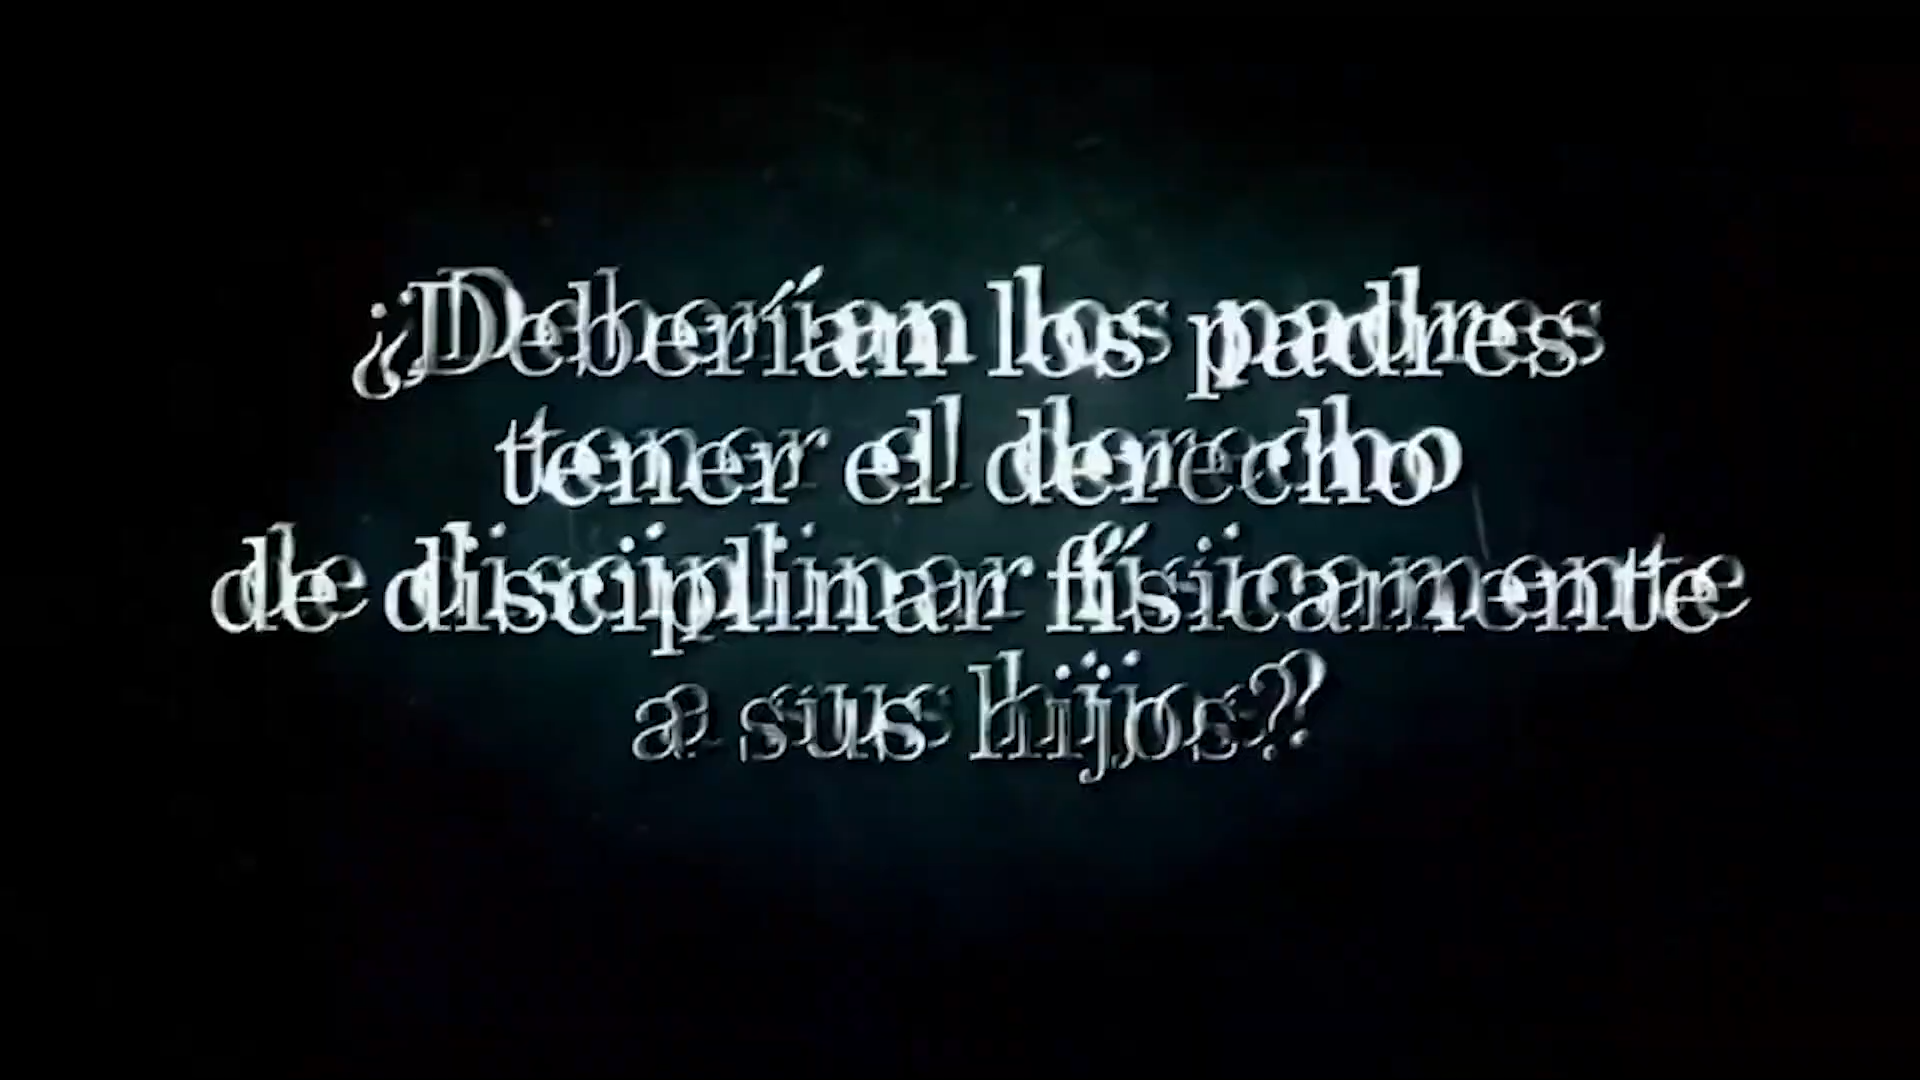 ¿Deberían los padres
tener el derecho
de disciplinar físicamente
a sus hijos?